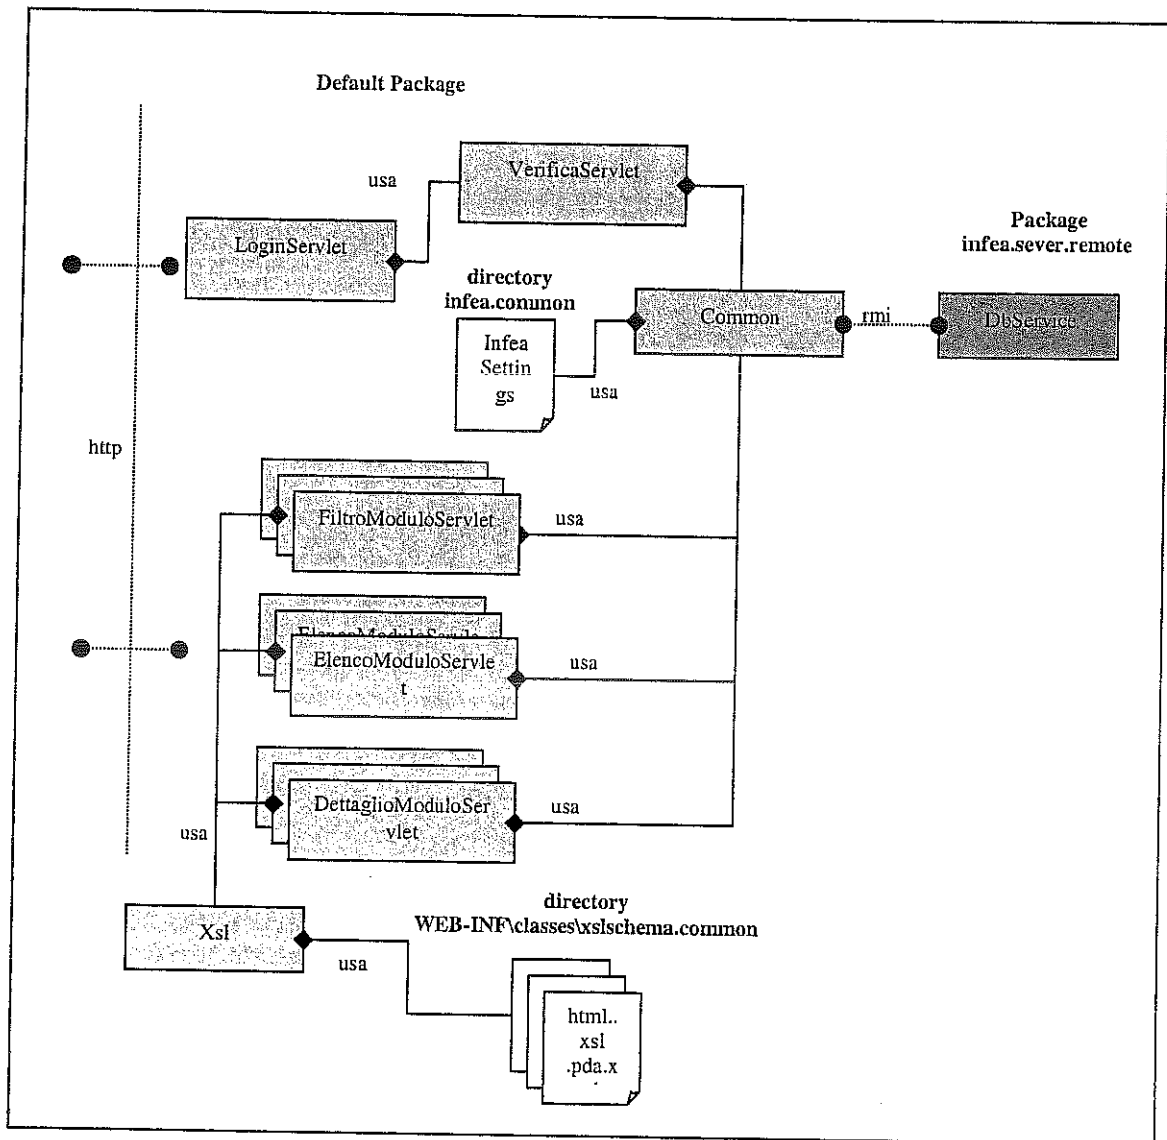 Default Package
VerificaServlet
usa
Package
infea.sever.remote
LoginServlet
directory
infea.common
Common
rmi
DbService
Infea
Settin
gs
usa
http
FiltroModuloServlet
usa
ElencoModuloServle
ElencoModuloServle
t
usa
DettaglioModuloSer
vlet
usa
usa
directory
WEB-INF\classes\xslschema.common
Xsl
usa
html..
xsl
.pda.x